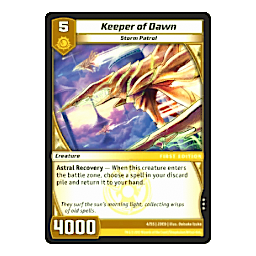 5
Keeper of Dawn
Storm Patrol
Creature
FIRST EDITION
Astral Recovery — When this creature enters
the battle zone, choose a spell in your discard
pile and return it to your hand.
They surf the sun's morning light, collecting wisps
of old spells.
4000